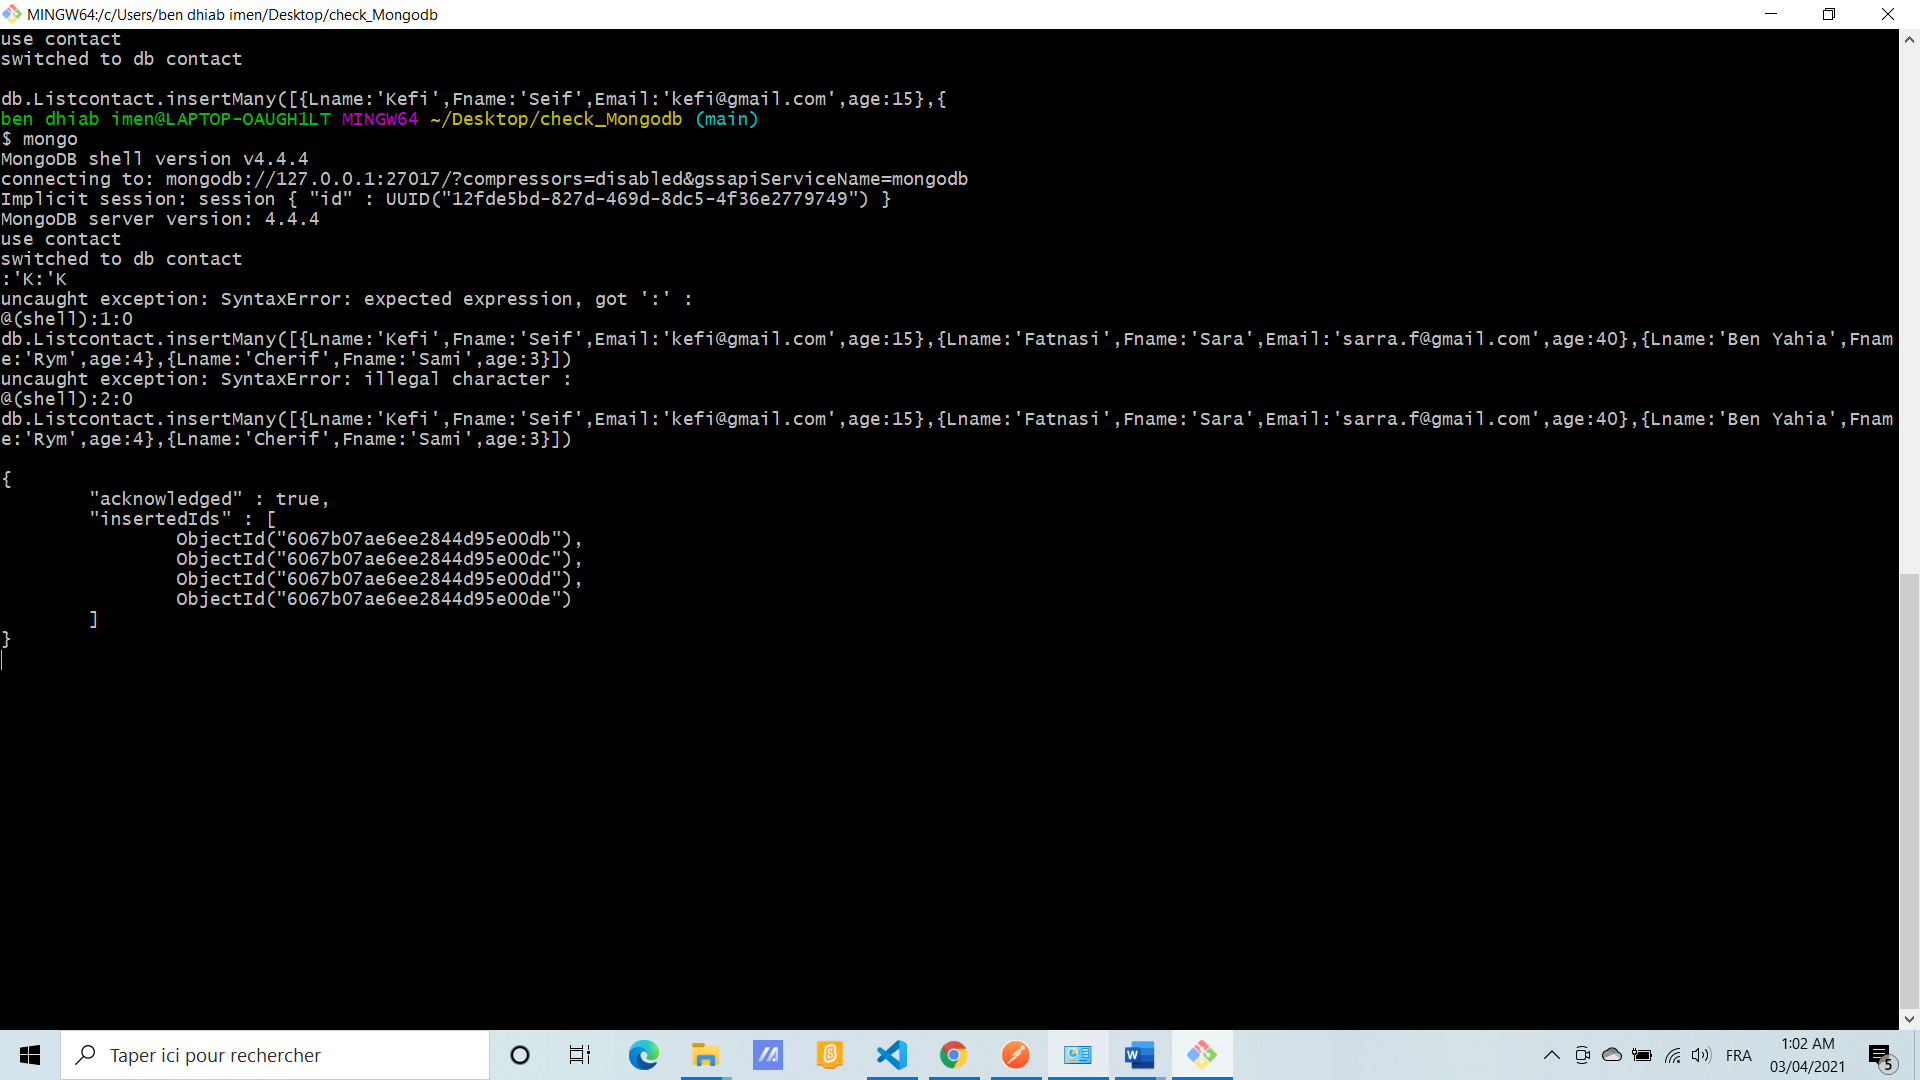 MINGW64:/c/Users/ben dhiab imen/Desktop/check_Mongodb
use contact
switched to db contact
db.Listcontact.insertMany([{Lname:'Kefi',Fname:'Seif',Email:'kefi@gmail.com',age:15},{
ben dhiab imen@LAPTOP-OAUGH1LT MINGW64 ~/Desktop/check_Mongodb (main)
$ mongo
MongoDB shell version v4.4.4
connecting to: mongodb://127.0.0.1:27017/?compressors=disabled&gssapiServiceName=mongodb
Implicit session: session { "id" : UUID("12fde5bd-827d-469d-8dc5-4f36e2779749") }
MongoDB server version: 4.4.4
use contact
switched to db contact
:'K:'K
uncaught exception: SyntaxError: expected expression, got ':' :
@(shell):1:0
db.Listcontact.insertMany([{Lname:'Kefi',Fname:'Seif',Email:'kefi@gmail.com',age:15},{Lname:'Fatnasi',Fname:'Sara',Email:'sarra.f@gmail.com',age:40},{Lname:'Ben Yahia',Fnam
e:'Rym',age:4},{Lname:'Cherif',Fname:'Sami',age:3}])
uncaught exception: SyntaxError: illegal character :
@(shell):2:0
db.Listcontact.insertMany([{Lname:'Kefi',Fname:'Seif',Email:'kefi@gmail.com',age:15},{Lname:'Fatnasi',Fname:'Sara',Email:'sarra.f@gmail.com',age:40},{Lname:'Ben Yahia',Fnam
e:'Rym',age:4},{Lname:'Cherif',Fname:'Sami',age:3}])
{
"acknowledged" : true,
"insertedIds" : [
ObjectId("6067b07ae6ee2844d95e00db"),
ObjectId("6067b07ae6ee2844d95e00dc"),
ObjectId("6067b07ae6ee2844d95e00dd"),
ObjectId("6067b07ae6ee2844d95e00de")
]
}
Taper ici pour rechercher
FRA
1:02 AM
03/04/2021
5